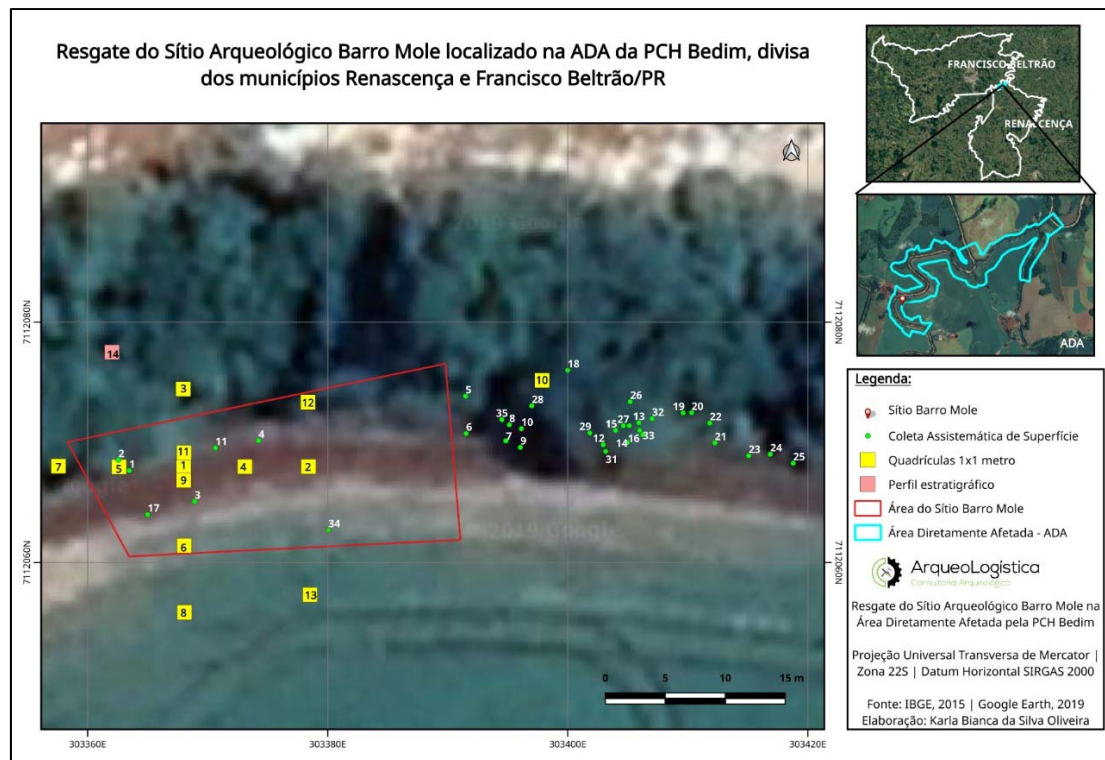 Resgate do Sítio Arqueológico Barro Mole localizado na ADA da PCH Bedim, divisa
dos municípios Renascença e Francisco Beltrão/PR
FRANCISCO BELTRÃO
RENASCENÇA
ADA
7112080N
7112080N
7112060N
7112060N
303360E
303380E
303400E
303420E
2019 Google
©2019 Google
14
3
12
10
18
5
28
26
35
8
10
6
7
9
29
15
27
13
32
19
20
22
12
14
16
33
31
21
23
24
25
2
11
11
4
7
5
1
1
4
2
9
3
17
34
6
13
8
0
5
10
15 m
Legenda:
Sítio Barro Mole
Coleta Assistemática de Superfície
Quadrículas 1x1 metro
Perfil estratigráfico
Área do Sítio Barro Mole
Área Diretamente Afetada - ADA
ArqueoLogística
Consultoria Arqueológica
Resgate do Sítio Arqueológico Barro Mole na
Área Diretamente Afetada pela PCH Bedim
Projeção Universal Transversa de Mercator |
Zona 22S | Datum Horizontal SIRGAS 2000
Fonte: IBGE, 2015 | Google Earth, 2019
Elaboração: Karla Bianca da Silva Oliveira